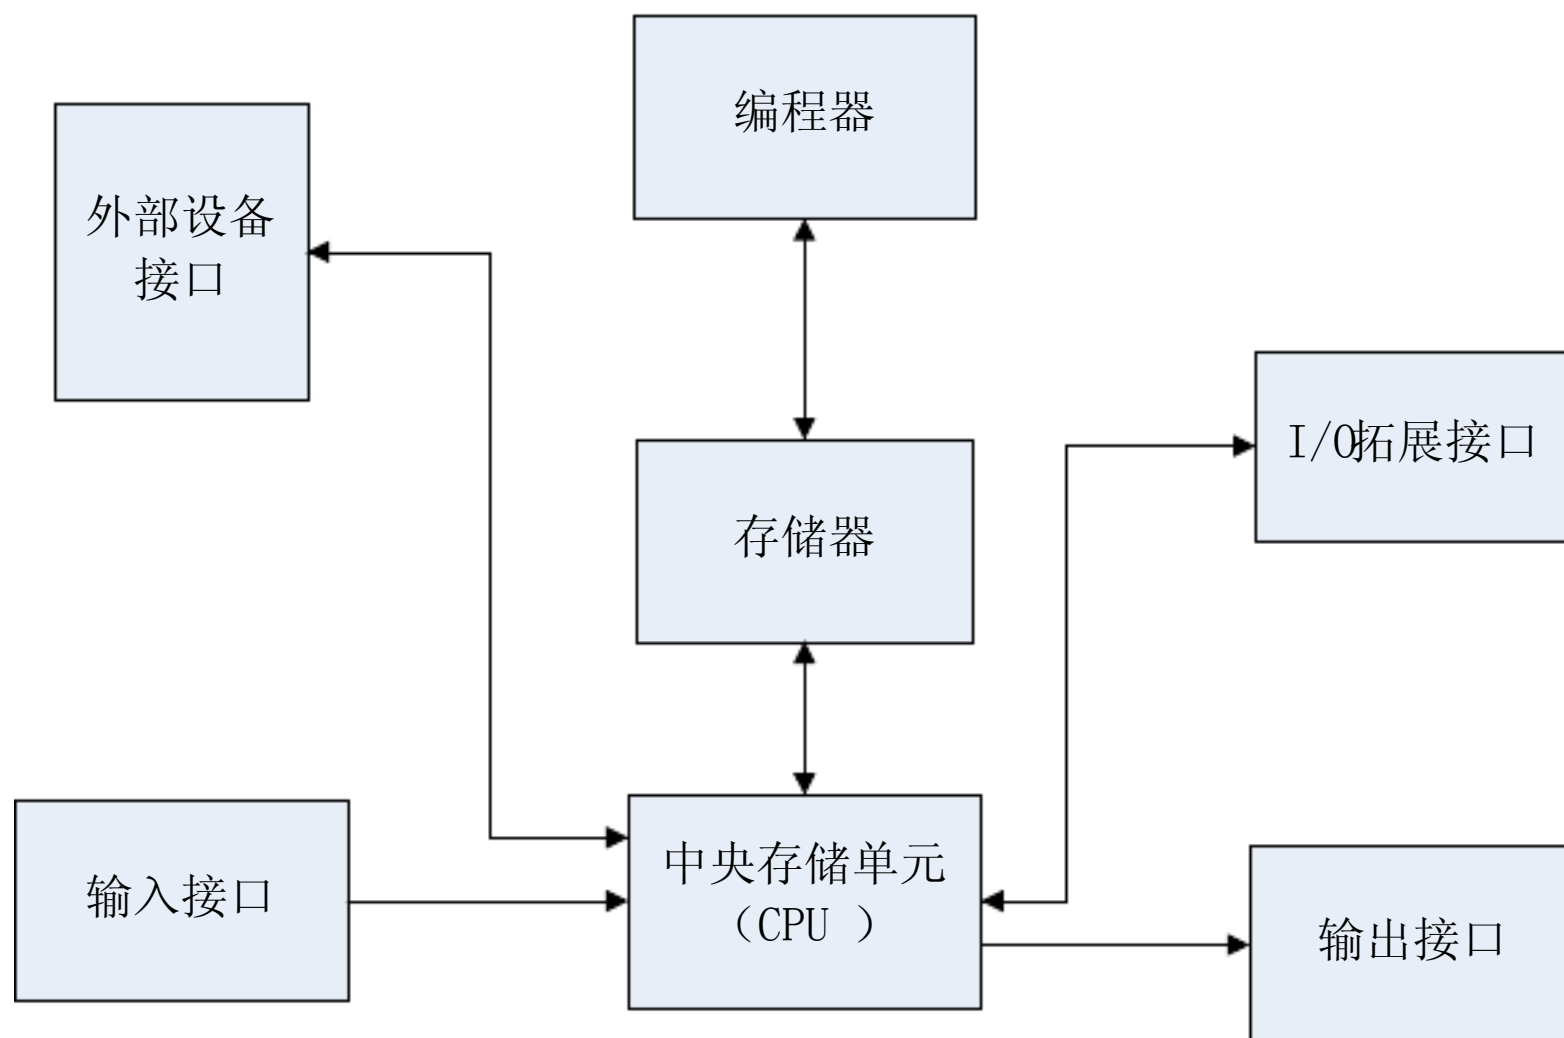 编程器
外部设备
接口
I/O拓展接口
存储器
中央存储单元
（CPU ）
输入接口
输出接口